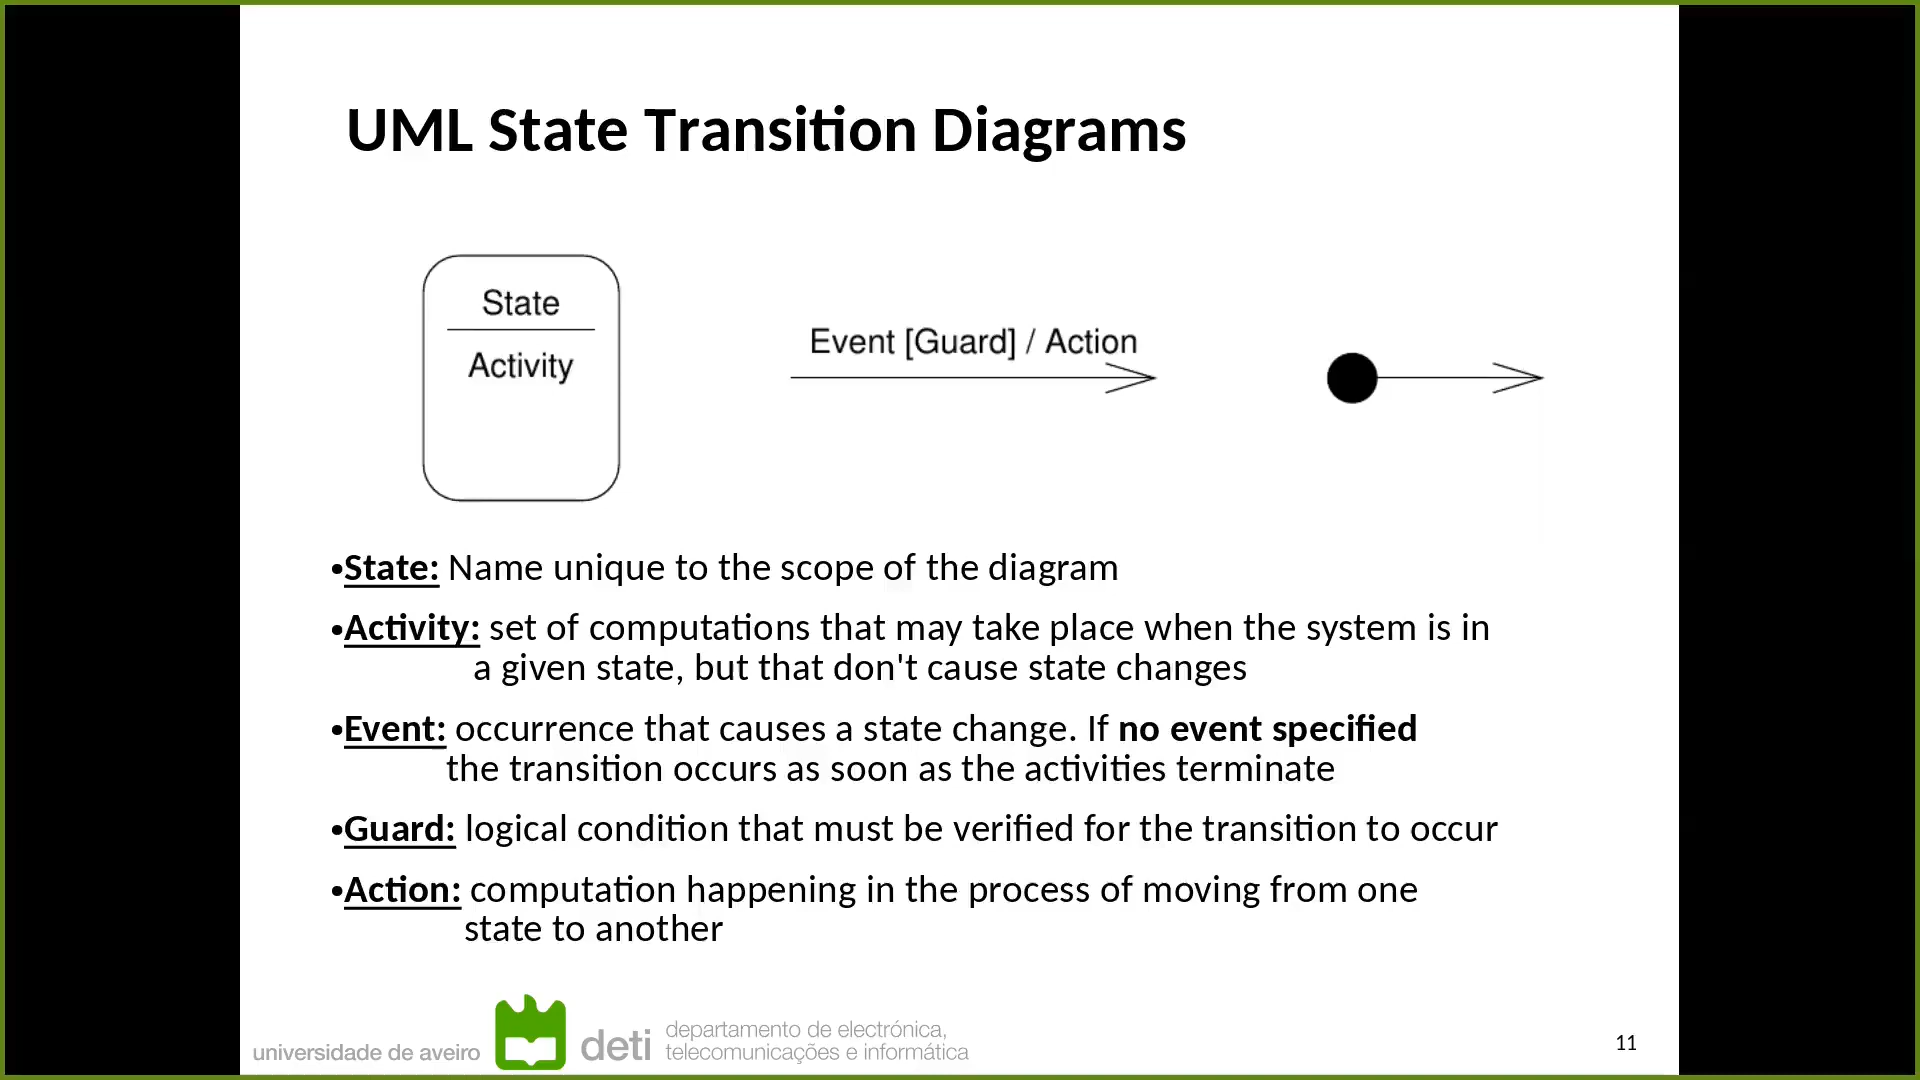 UML State Transition Diagrams
State
Activity
Event [Guard] / Action
•State: Name unique to the scope of the diagram
•Activity: set of computations that may take place when the system is in
a given state, but that don't cause state changes
•Event: occurrence that causes a state change. If no event specified
the transition occurs as soon as the activities terminate
•Guard: logical condition that must be verified for the transition to occur
•Action: computation happening in the process of moving from one
state to another
universidade de aveiro
deti
departamento de electrónica,
telecomunicações e informática
11